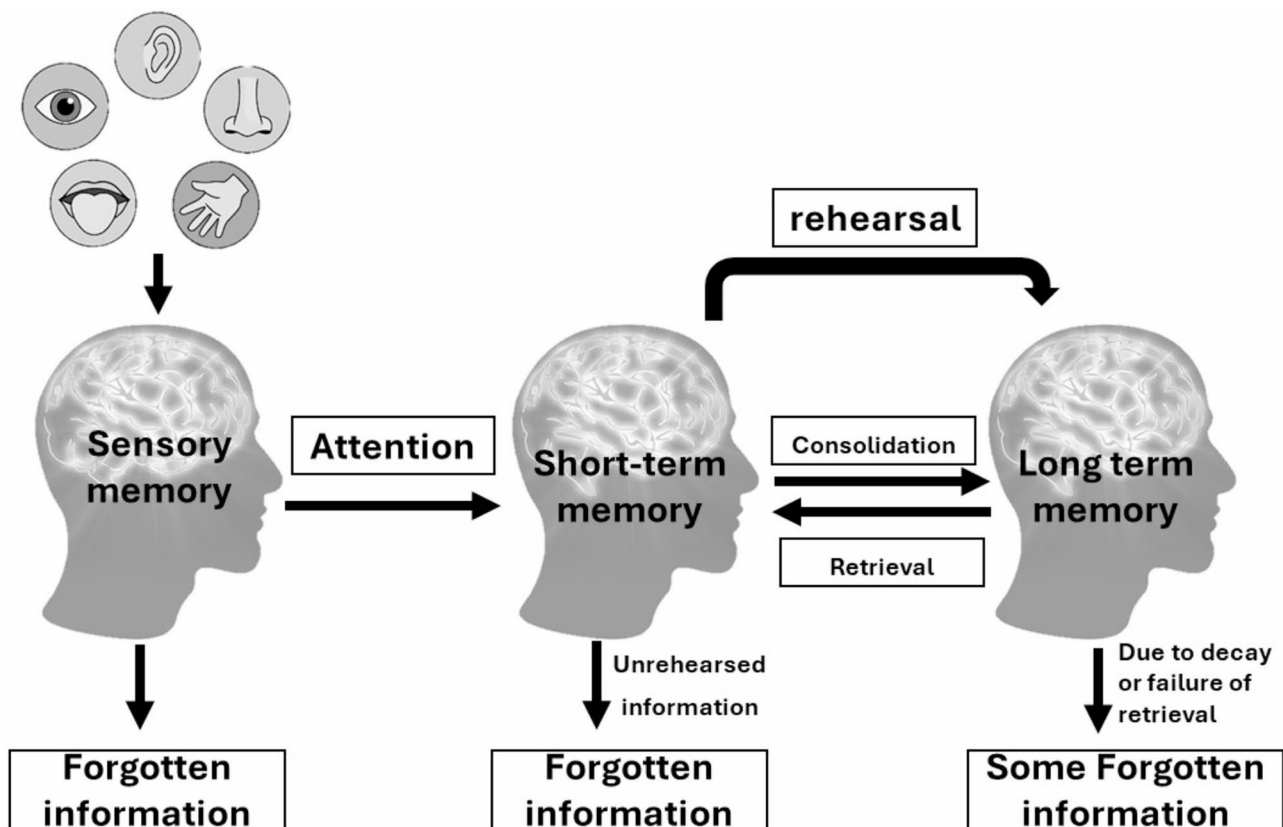 rehearsal
Sensory
memory
Attention
Short-term
memory
Consolidation
Retrieval
Long term
memory
Unrehearsed
information
Due to decay
or failure of
retrieval
Forgotten
information
Forgotten
information
Some Forgotten
information